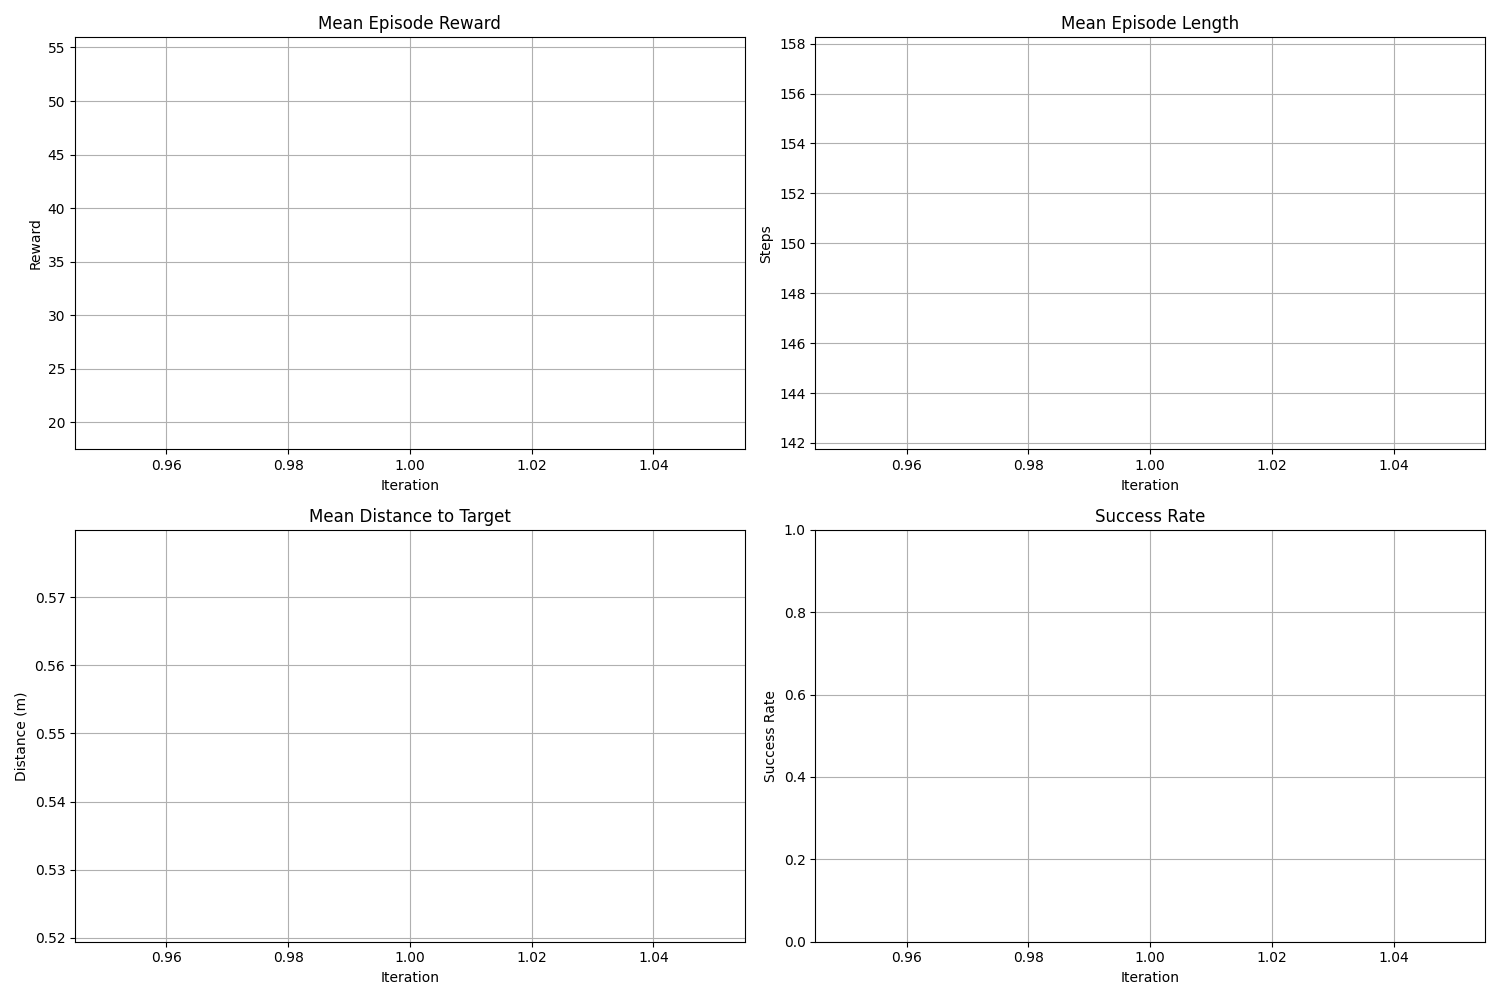 Mean Episode Reward
55
50
45
40
35
30
25
20
Reward
0.96 0.98 1.00 1.02 1.04
Iteration
Mean Episode Length
158
156
154
152
150
148
146
144
142
Steps
0.96 0.98 1.00 1.02 1.04
Iteration
Mean Distance to Target
0.57
0.56
0.55
0.54
0.53
0.52
Distance (m)
0.96 0.98 1.00 1.02 1.04
Iteration
Success Rate
1.0
0.8
0.6
0.4
0.2
0.0
Success Rate
0.96 0.98 1.00 1.02 1.04
Iteration